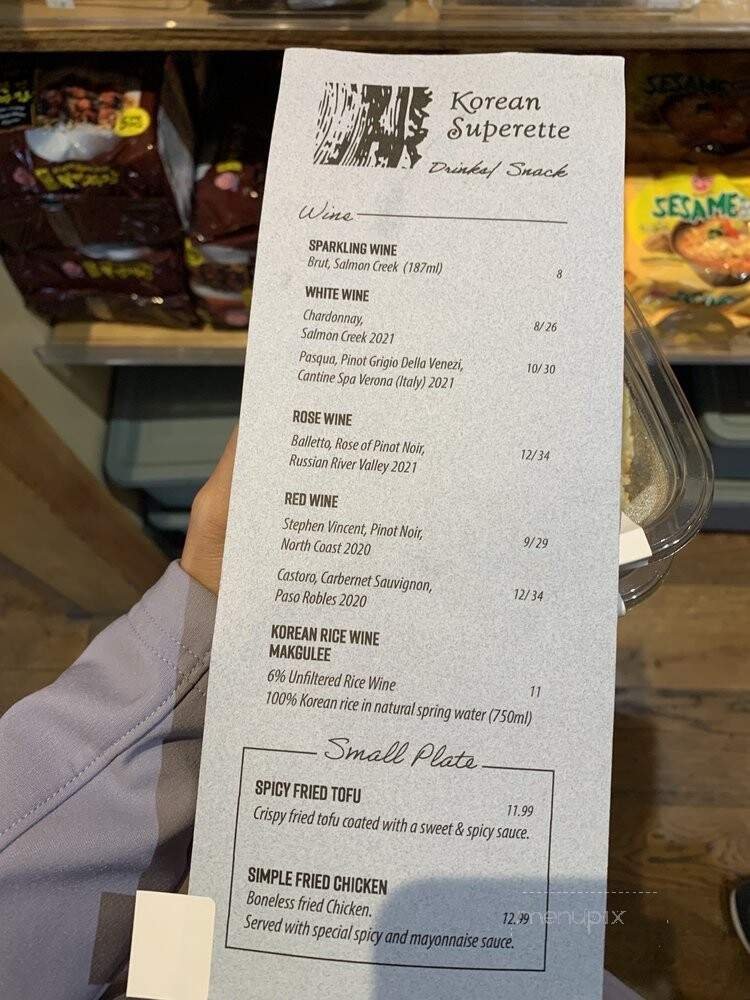 Korean
Superette
Drinks/ Snack
Wine
SPARKLING WINE
Brut, Salmon Creek (187ml) 8
WHITE WINE
Chardonnay,
Salmon Creek 2021 8/26
Pasqua, Pinot Grigio Della Venezi,
Cantine Spa Verona (Italy) 2021 10/30
ROSE WINE
Balletto, Rose of Pinot Noir,
Russian River Valley 2021 12/34
RED WINE
Stephen Vincent, Pinot Noir,
North Coast 2020 9/29
Castoro, Carbernet Sauvignon,
Paso Robles 2020 12/34
KOREAN RICE WINE
MAKGULEE
6% Unfiltered Rice Wine 11
100% Korean rice in natural spring water (750ml)
Small Plate
SPICY FRIED TOFU 11.99
Crispy fried tofu coated with a sweet & spicy sauce.
SIMPLE FRIED CHICKEN
Boneless fried Chicken. 12.99
Served with special spicy and mayonnaise sauce.
menupix
SESAME
SESAME